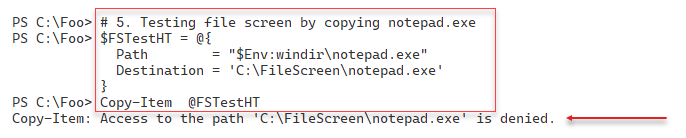 PS C:\Foo> # 5. Testing file screen by copying notepad.exe
PS C:\Foo> $FSTestHT = @{
Path        = "$Env:windir\notepad.exe"
Destination = 'C:\FileScreen\notepad.exe'
}
PS C:\Foo> Copy-Item  @FSTestHT
Copy-Item: Access to the path 'C:\FileScreen\notepad.exe' is denied.